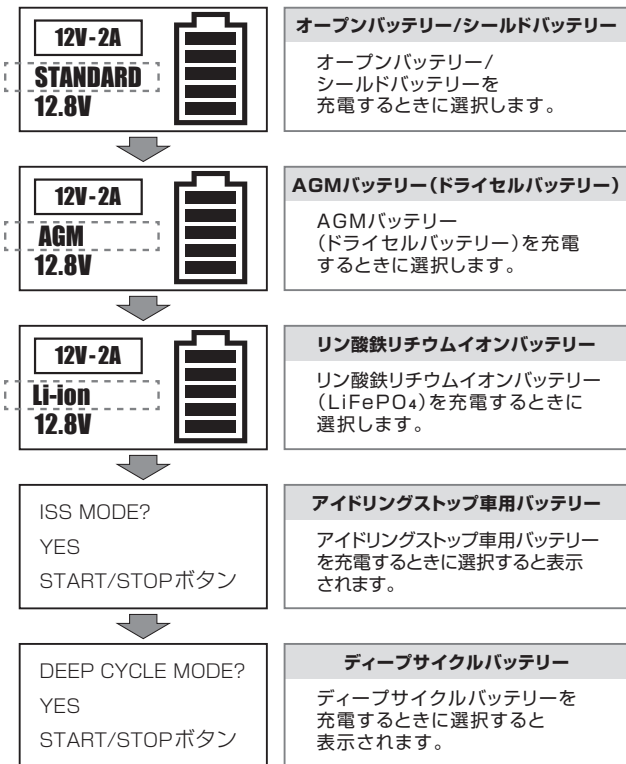 12V-2A
STANDARD
12.8V
オープンバッテリー/シールドバッテリー
オープンバッテリー/
シールドバッテリーを
充電するときに選択します。
12V-2A
AGM
12.8V
AGMバッテリー(ドライセルバッテリー)
AGMバッテリー
(ドライセルバッテリー)を充電
するときに選択します。
12V-2A
Li-ion
12.8V
リン酸鉄リチウムイオンバッテリー
リン酸鉄リチウムイオンバッテリー
(LiFePO4)を充電するときに
選択します。
ISS MODE?
YES
START/STOPボタン
アイドリングストップ車用バッテリー
アイドリングストップ車用バッテリー
を充電するときに選択すると表示
されます。
DEEP CYCLE MODE?
YES
START/STOPボタン
ディープサイクルバッテリー
ディープサイクルバッテリーを
充電するときに選択すると
表示されます。